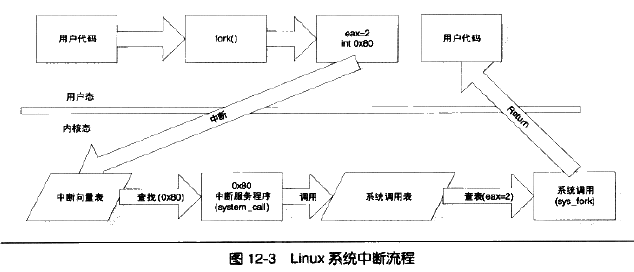 用户代码
fork()
eax=2
int 0x80
用户代码
用户态
中断
Return
内核态
中断向量表
查找(0x80)
0x80
中断服务程序
(system_call)
调用
系统调用表
查表(eax=2)
系统调用
(sys_fork)
图 12-3 Linux 系统中断流程